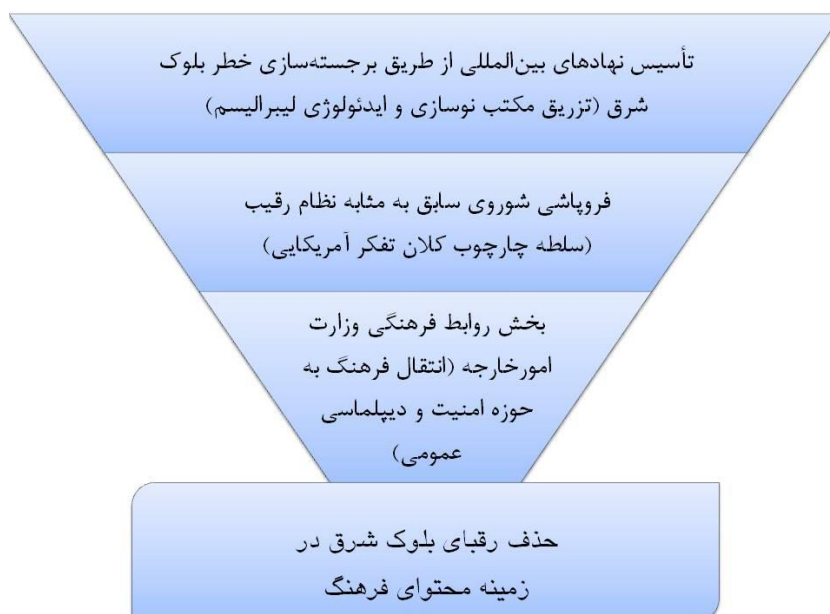 تأسیس نهادهای بین‌المللی از طریق برجسته‌سازی خطر بلوک
شرق (تزریق مکتب نوسازی و ایدئولوژی لیبرالیسم)
فروپاشی شوروی سابق به مثابه نظام رقیب
(سلطه چارچوب کلان تفکر آمریکایی)
بخش روابط فرهنگی وزارت
امورخارجه (انتقال فرهنگ به
حوزه امنیت و دیپلماسی
عمومی)
حذف رقبای بلوک شرق در
زمینه محتوای فرهنگ